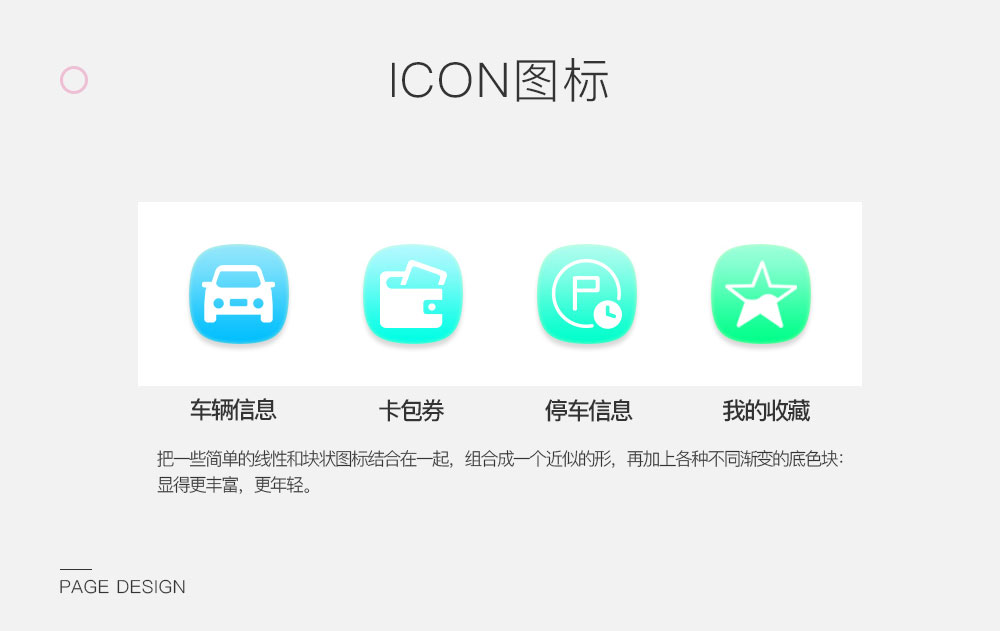 ICON图标
P
车辆信息
卡包券
停车信息
我的收藏
把一些简单的线性和块状图标结合在一起，组合成一个近似的形，再加上各种不同渐变的底色块：
显得更丰富，更年轻。
PAGE DESIGN